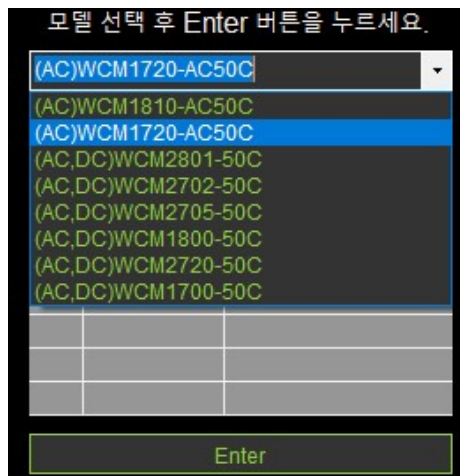 모델 선택 후 Enter 버튼을 누르세요.
(AC)WCM1720-AC50C
(AC)WCM1810-AC50C
(AC)WCM1720-AC50C
(AC,DC)WCM2801-50C
(AC,DC)WCM2702-50C
(AC,DC)WCM2705-50C
(AC,DC)WCM1800-50C
(AC,DC)WCM2720-50C
(AC,DC)WCM1700-50C
Enter